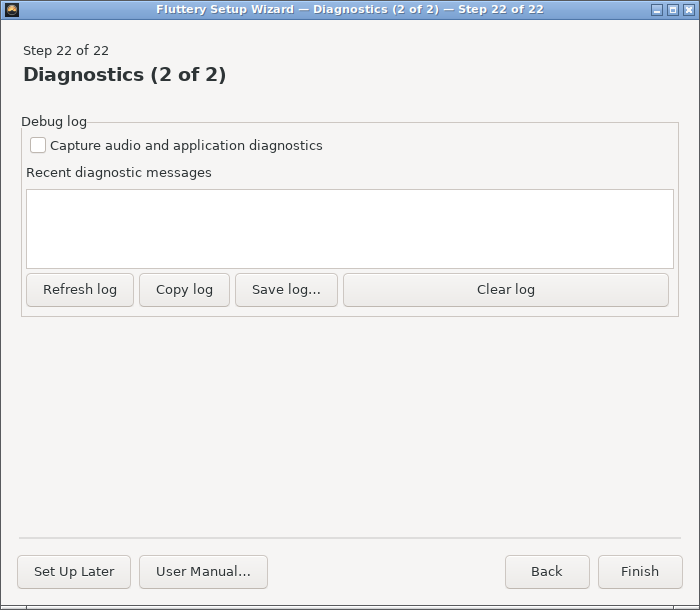 Fluttery Setup Wizard — Diagnostics (2 of 2) — Step 22 of 22
Step 22 of 22
Diagnostics (2 of 2)
Debug log
Capture audio and application diagnostics
Recent diagnostic messages
Refresh log Copy log Save log... Clear log
Set Up Later User Manual... Back Finish